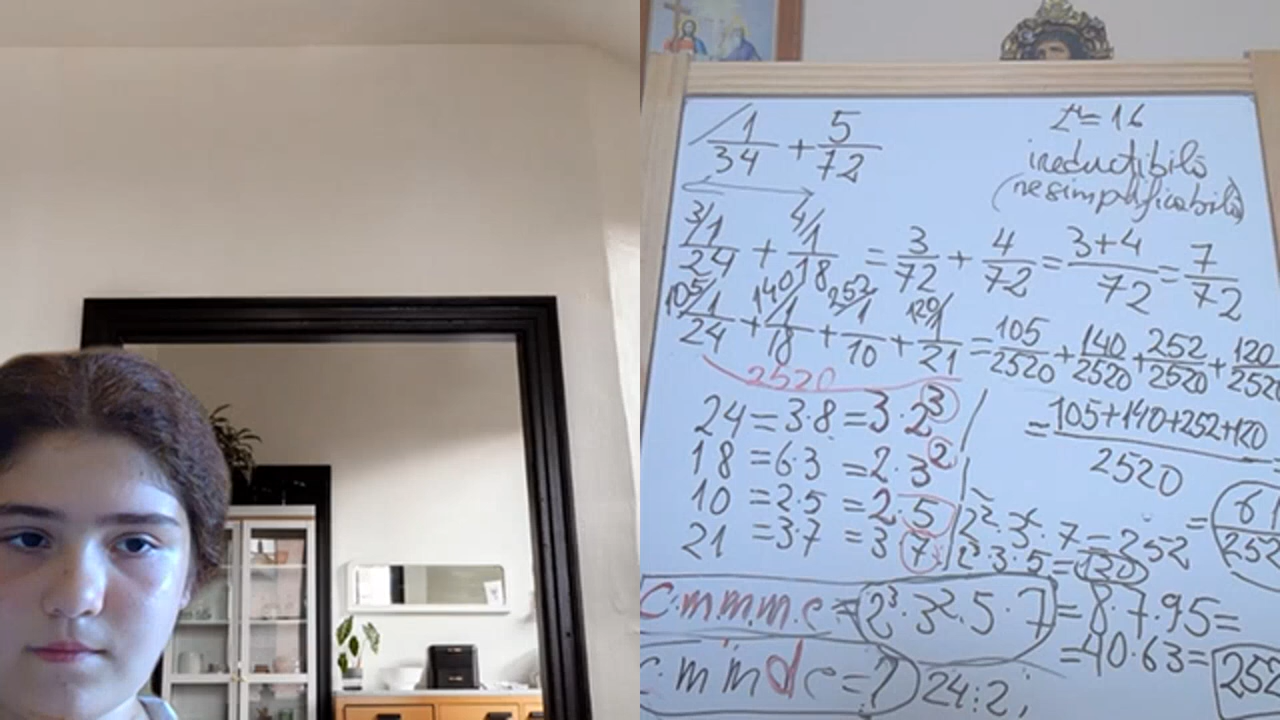 1/34 + 5/72
2⁴ = 16
ireductibilă
(nesimplificabilă)
3/ 1/24 + 4/ 1/18 = 3/72 + 4/72 = 3+4/72 = 7/72
105/ 1/24 + 140/ 1/18 + 252/ 1/10 + 120/ 1/21 = 105/2520 + 140/2520 + 252/2520 + 120/2520
2520
= 105+140+252+120/2520
24 = 3·8 = 3·2³
18 = 6·3 = 2·3²
10 = 2·5 = 2·5
21 = 3·7 = 3 7
·7 = 252
·3·5 = 120
c.m.m.m.c = 2³·3²·5·7 = 8·7·95 =
= 40·63 = 252
c m m d c = ? 24:2;